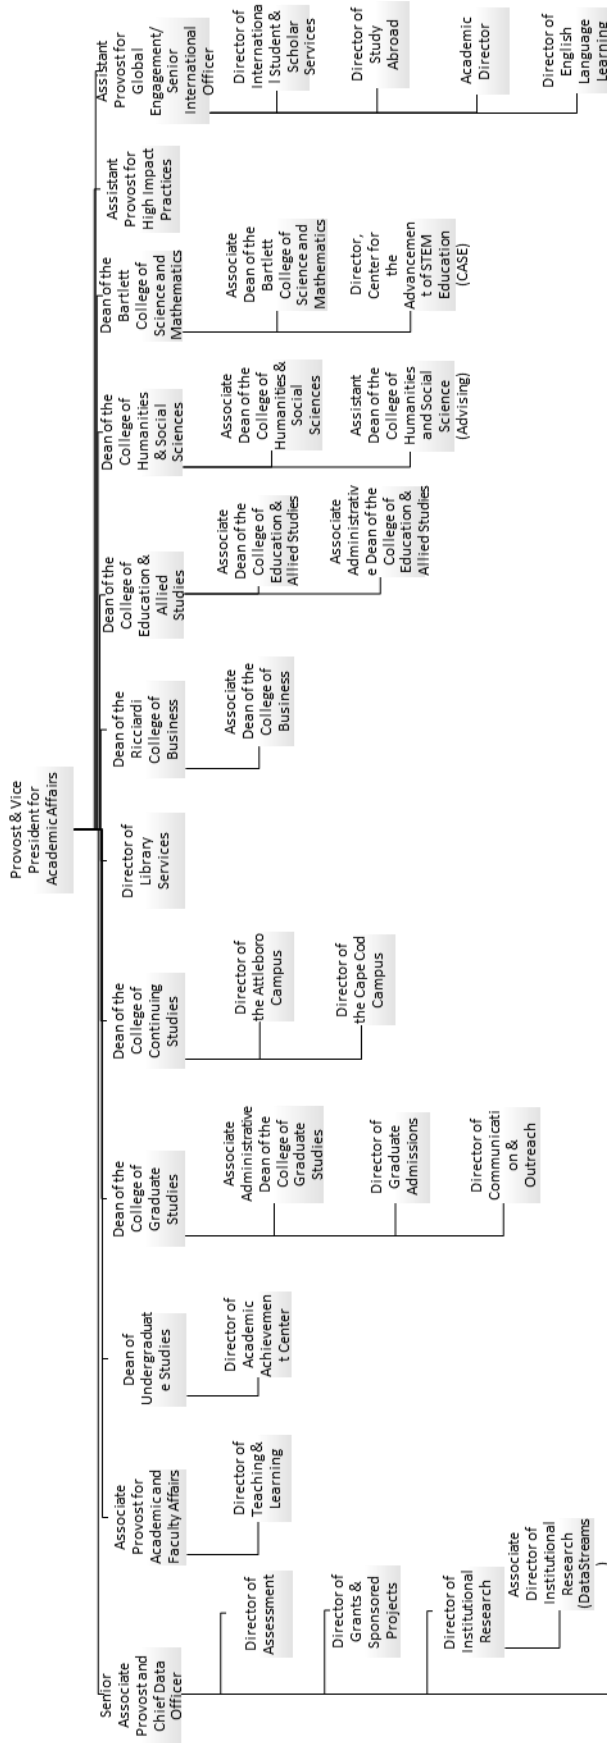 Provost & Vice
President for
Academic Affairs
Senior
Associate
Provost and
Chief Data
Officer
Director of
Assessment
Director of
Grants &
Sponsored
Projects
Director of
Institutional
Research
Associate
Director of
Institutional
Research
(DataStreams
)
Associate
Provost for
Academic and
Faculty Affairs
Director of
Teaching &
Learning
Dean of
Undergraduat
e Studies
Director of
Academic
Achievemen
t Center
Dean of the
College of
Graduate
Studies
Associate
Administrative
Dean of the
College of
Graduate
Studies
Director of
Graduate
Admissions
Director of
Communicati
on &
Outreach
Dean of the
College of
Continuing
Studies
Director of
the Attleboro
Campus
Director of
the Cape Cod
Campus
Director of
Library
Services
Dean of the
Ricciardi
College of
Business
Associate
Dean of the
College of
Business
Dean of the
College of
Education &
Allied
Studies
Associate
Dean of the
College of
Education &
Allied Studies
Associate
Administrativ
e Dean of the
College of
Education &
Allied Studies
Dean of the
College of
Humanities
& Social
Sciences
Associate
Dean of the
College of
Humanities &
Social
Sciences
Assistant
Dean of the
College of
Humanities
and Social
Science
(Advising)
Dean of the
Bartlett
College of
Science and
Mathematics
Associate
Dean of the
Bartlett
College of
Science and
Mathematics
Director,
Center for
the
Advancemen
t of STEM
Education
(CASE)
Assistant
Provost for
High Impact
Practices
Assistant
Provost for
Global
Engagement/
Senior
International
Officer
Director of
Internationa
l Student &
Scholar
Services
Director of
Study
Abroad
Academic
Director
Director of
English
Language
Learning